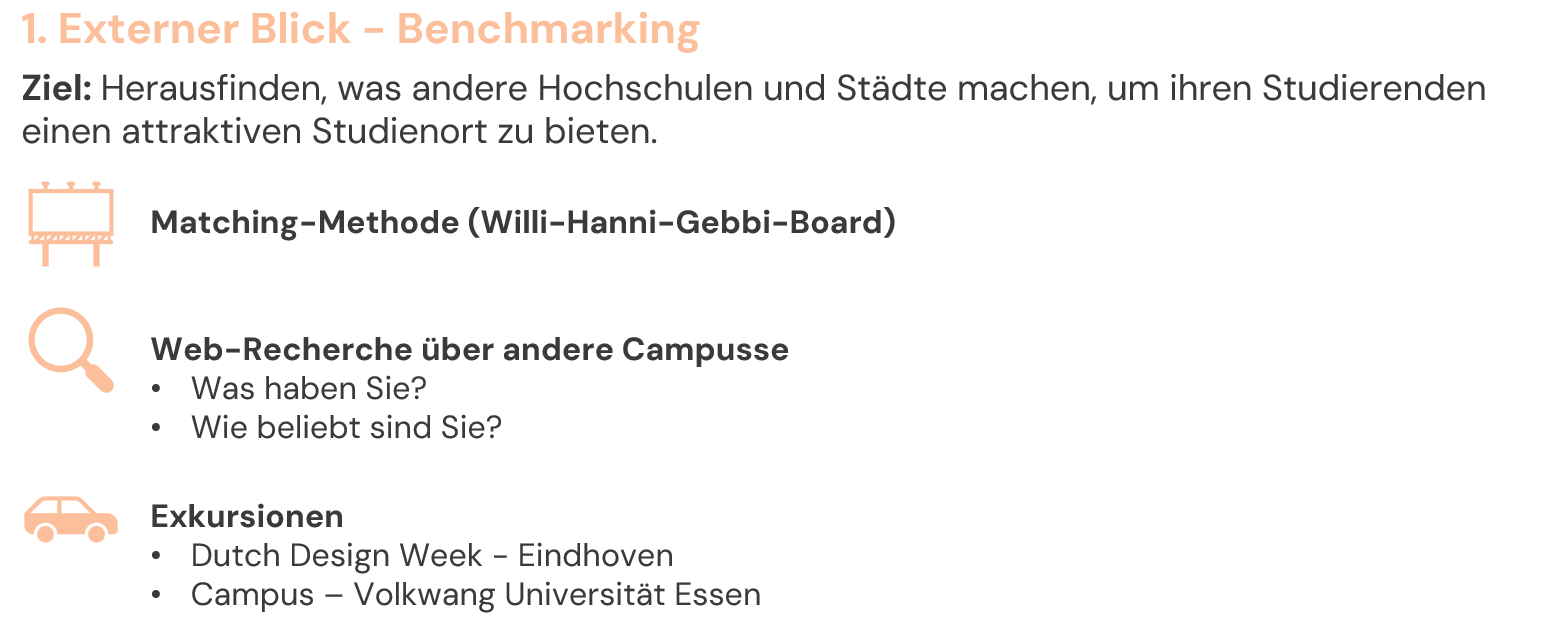 1. Externer Blick - Benchmarking
Ziel: Herausfinden, was andere Hochschulen und Städte machen, um ihren Studierenden
einen attraktiven Studienort zu bieten.
Matching-Methode (Willi-Hanni-Gebbi-Board)
Web-Recherche über andere Campusse
• Was haben Sie?
• Wie beliebt sind Sie?
Exkursionen
• Dutch Design Week - Eindhoven
• Campus – Volkwang Universität Essen